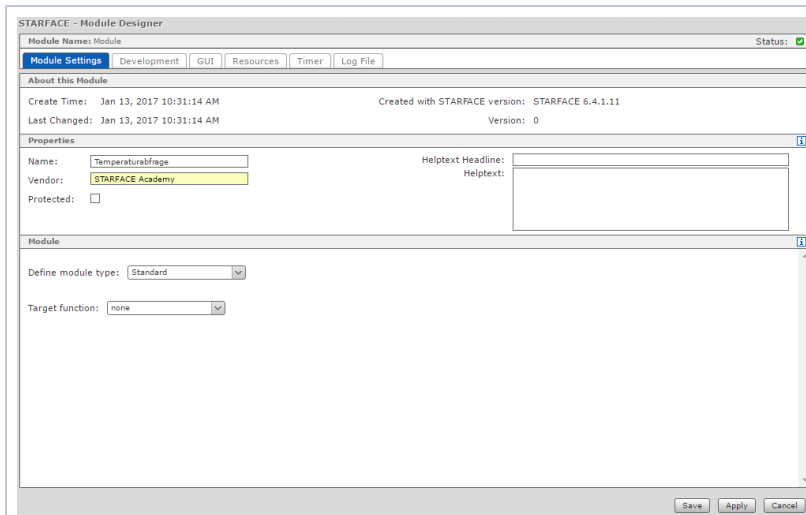 STARFACE - Module Designer
Module Name: Module Status:
Module Settings Development GUI Resources Timer Log File
About this Module
Create Time: Jan 13, 2017 10:31:14 AM Created with STARFACE version: STARFACE 6.4.1.11
Last Changed: Jan 13, 2017 10:31:14 AM Version: 0
Properties
Name: Temperaturabfrage Helptext Headline:
Vendor: STARFACE Academy Helptext:
Protected:
Module
Define module type: Standard
Target function: none
Save Apply Cancel